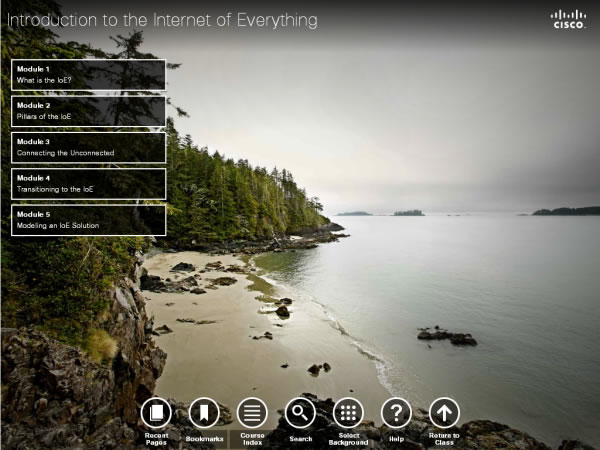 Introduction to the Internet of Everything
CISCO.
Module 1
What is the IoE?
Module 2
Pillars of the IoE
Module 3
Connecting the Unconnected
Module 4
Transitioning to the IoE
Module 5
Modeling an IoE Solution
Recent
Pages
Bookmarks
Course
Index
Search
Select
Background
?
Help
Return to
Class